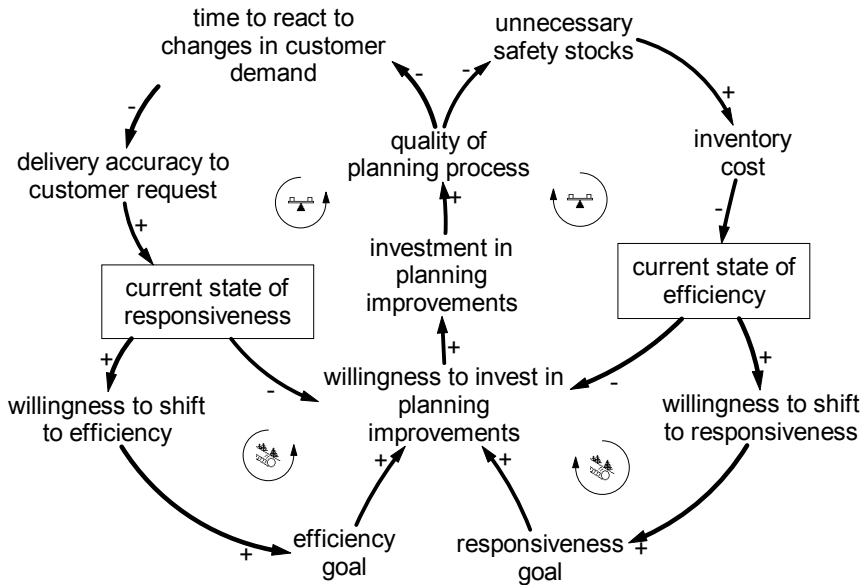 time to react to
changes in customer
demand
unnecessary
safety stocks
-
-
-
+
delivery accuracy to
customer request
quality of
planning process
inventory
cost
+
+
-
investment in
planning
improvements
current state of
responsiveness
current state of
efficiency
+
+
+
-
-
willingness to shift
to efficiency
willingness to invest in
planning
improvements
willingness to shift
to responsiveness
+
+
+
+
efficiency
goal
responsiveness
goal